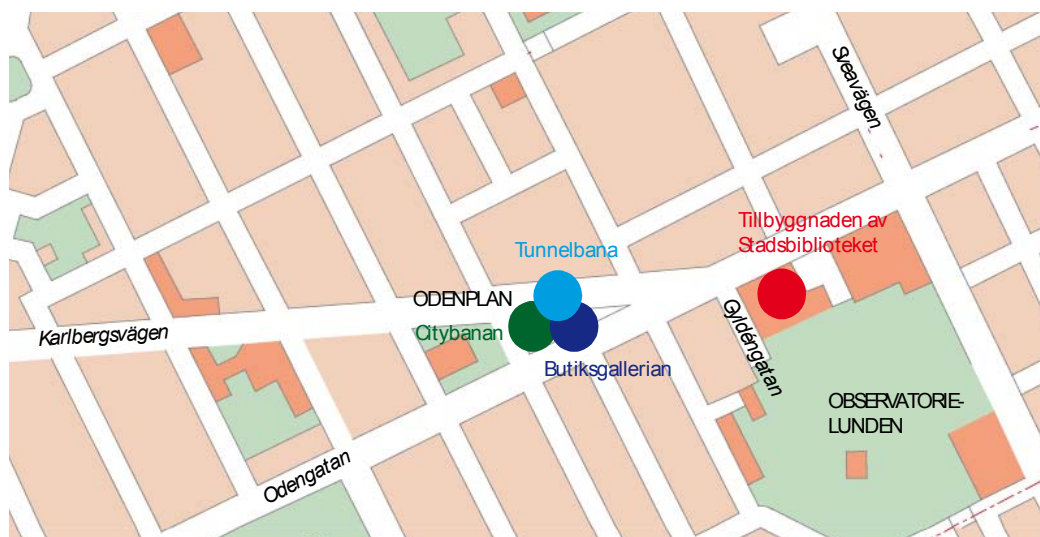 Sveavägen
Tillbyggnaden av
Stadsbiblioteket
Tunnelbana
ODENPLAN
Citybanan
Karlbergsvägen
Gyldéngatan
Butiksgallerian
OBSERVATORIE-
LUNDEN
Odengatan